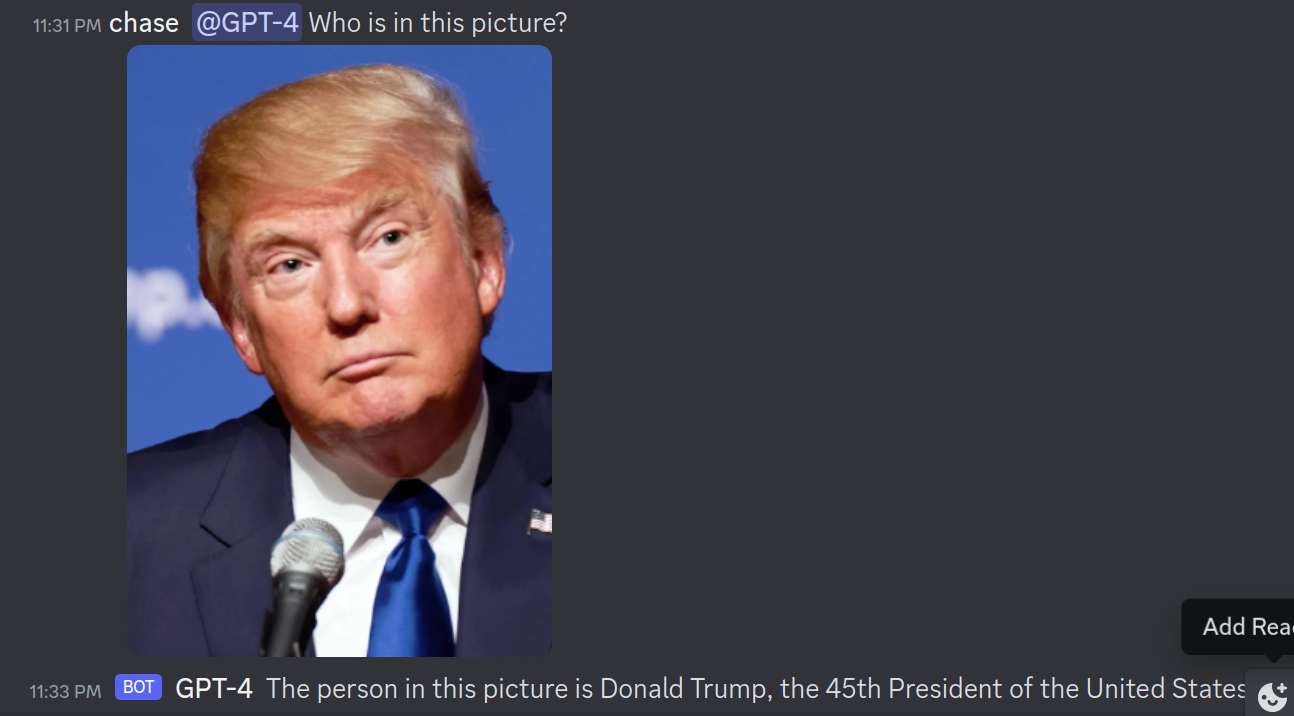 11:31 PM chase @GPT-4 Who is in this picture?
Add
11:33 PM BOT GPT-4 The person in this picture is Donald Trump, the 45th President of the United States